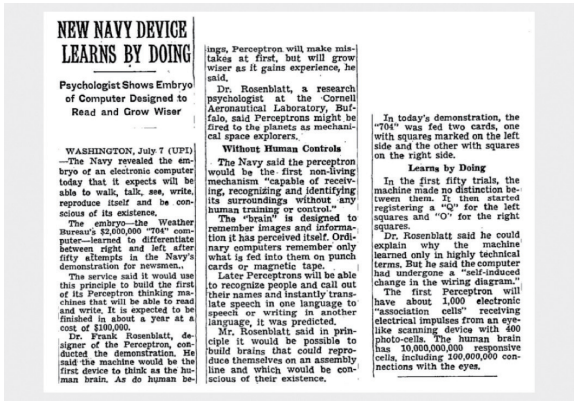 NEW NAVY DEVICE
LEARNS BY DOING
Psychologist Shows Embryo
of Computer Designed to
Read and Grow Wiser
WASHINGTON, July 7 (UPI)
—The Navy revealed the em-
bryo of an electronic computer
today that it expects will be
able to walk, talk, see, write,
reproduce itself and be con-
scious of its existence.
The embryo—the Weather
Bureau's $2,000,000 "704" com-
puter—learned to differentiate
between right and left after
fifty attempts in the Navy's
demonstration for newsmen.
The service said it would use
this principle to build the first
of its Perceptron thinking ma-
chines that will be able to read
and write. It is expected to be
finished in about a year at a
cost of $100,000.
Dr. Frank Rosenblatt, de-
signer of the Perceptron, con-
ducted the demonstration. He
said the machine would be the
first device to think as the hu-
man brain. As do human be-
ings, Perceptron will make mis-
takes at first, but will grow
wiser as it gains experience, he
said.
Dr. Rosenblatt, a research
psychologist at the Cornell
Aeronautical Laboratory, Buf-
falo, said Perceptrons might be
fired to the planets as mechani-
cal space explorers.
Without Human Controls
The Navy said the perceptron
would be the first non-living
mechanism "capable of receiv-
ing, recognizing and identifying
its surroundings without any
human training or control."
The "brain" is designed to
remember images and informa-
tion it has perceived itself. Ordi-
nary computers remember only
what is fed into them on punch
cards or magnetic tape.
Later Perceptrons will be able
to recognize people and call out
their names and instantly trans-
late speech in one language to
speech or writing in another
language, it was predicted.
Mr. Rosenblatt said in prin-
ciple it would be possible to
build brains that could repro-
duce themselves on an assembly
line and which would be con-
scious of their existence.
In today's demonstration, the
"704" was fed two cards, one
with squares marked on the left
side and the other with squares
on the right side.
Learns by Doing
In the first fifty trials, the
machine made no distinction be-
tween them. It then started
registering a "Q" for the left
squares and "O" for the right
squares.
Dr. Rosenblatt said he could
explain why the machine
learned only in highly technical
terms. But he said the computer
had undergone a "self-induced
change in the wiring diagram."
The first Perceptron will
have about 1,000 electronic
"association cells" receiving
electrical impulses from an eye-
like scanning device with 400
photo-cells. The human brain
has 10,000,000,000 responsive
cells, including 100,000,000 con-
nections with the eyes.